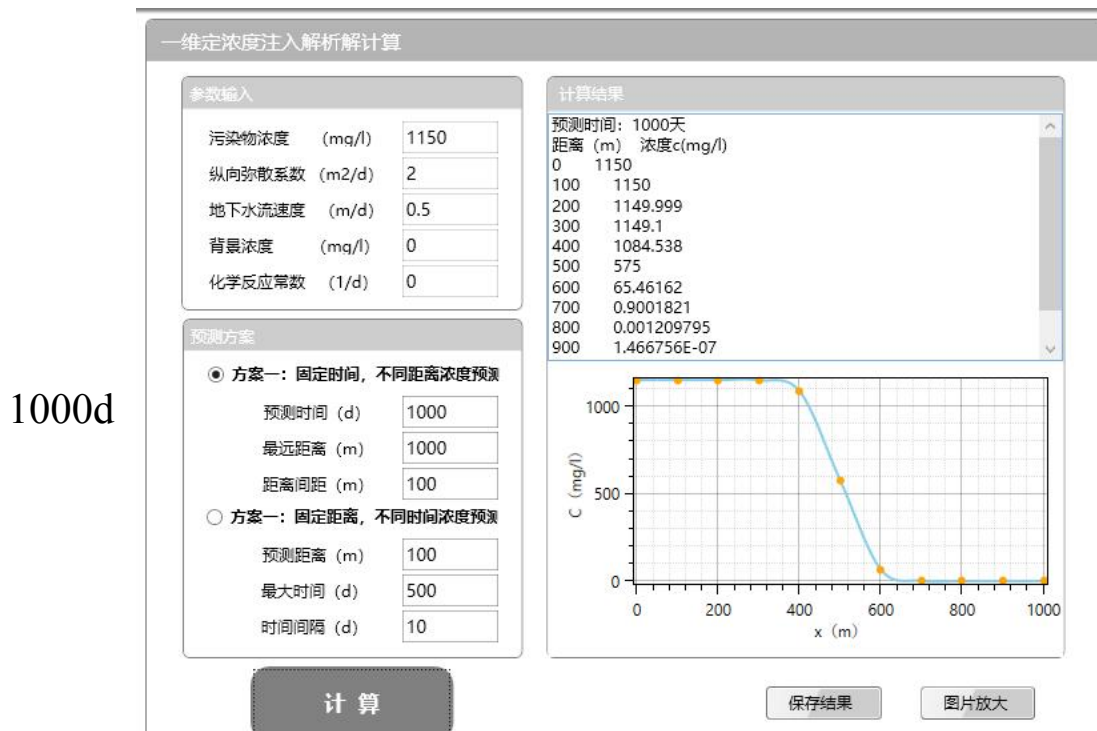 一维定浓度注入解析解计算
参数输入
污染物浓度 (mg/l) 1150
纵向弥散系数 (m2/d) 2
地下水流速度 (m/d) 0.5
背景浓度 (mg/l) 0
化学反应常数 (1/d) 0
预测方案
方案一：固定时间，不同距离浓度预测
预测时间 (d) 1000
最远距离 (m) 1000
距离间距 (m) 100
方案一：固定距离，不同时间浓度预测
预测距离 (m) 100
最大时间 (d) 500
时间间隔 (d) 10
计 算
1000d
计算结果
预测时间：1000天
距离（m） 浓度c(mg/l)
0 1150
100 1150
200 1149.999
300 1149.1
400 1084.538
500 575
600 65.46162
700 0.9001821
800 0.001209795
900 1.466756E-07
C (mg/l)
1000
500
0
0 200 400 600 800 1000
x (m)
保存结果
图片放大